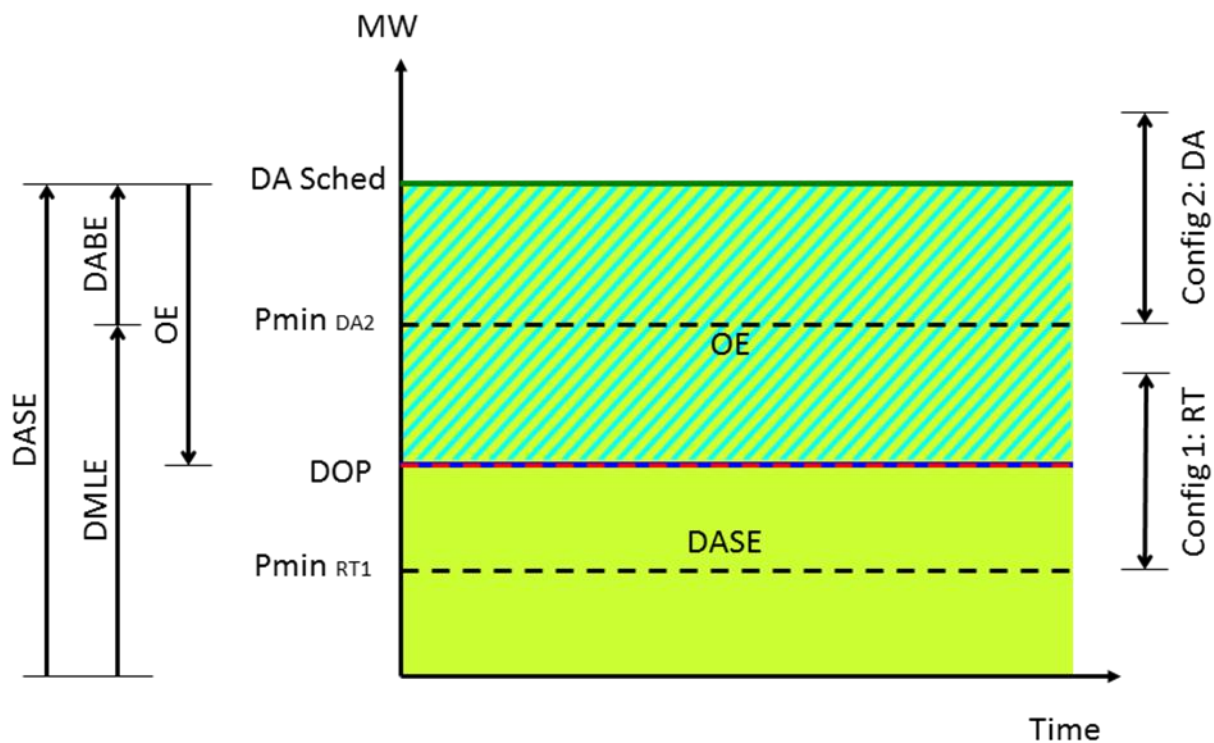 MW
DA Sched
DABE
OE
Pmin DA2
OE
DASE
DMLE
DOP
DASE
Pmin RT1
Config 2: DA
Config 1: RT
Time